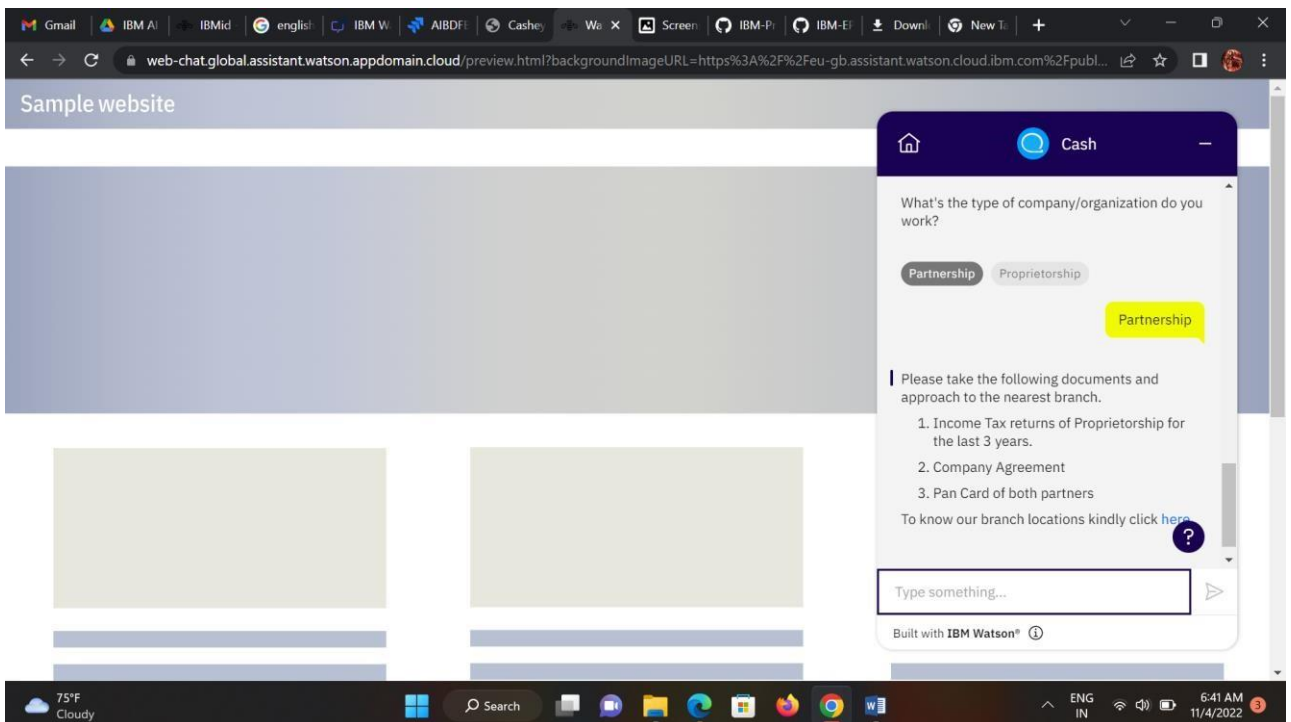 Gmail
IBM AI
IBMid
english
IBM W
AIBDFE
Cashey
Wa
Screen
IBM-Pr
IBM-EF
Downl
New Ta
web-chat.global.assistant.watson.appdomain.cloud/preview.html?backgroundImageURL=https%3A%2F%2Feu-gb.assistant.watson.cloud.ibm.com%2Fpubl...
Sample website
Cash
What's the type of company/organization do you
work?
Partnership Proprietorship
Partnership
Please take the following documents and
approach to the nearest branch.
1. Income Tax returns of Proprietorship for
the last 3 years.
2. Company Agreement
3. Pan Card of both partners
To know our branch locations kindly click here
?
Type something...
Built with IBM Watson®
75°F
Cloudy
Search
ENG
IN
6:41 AM
11/4/2022
3